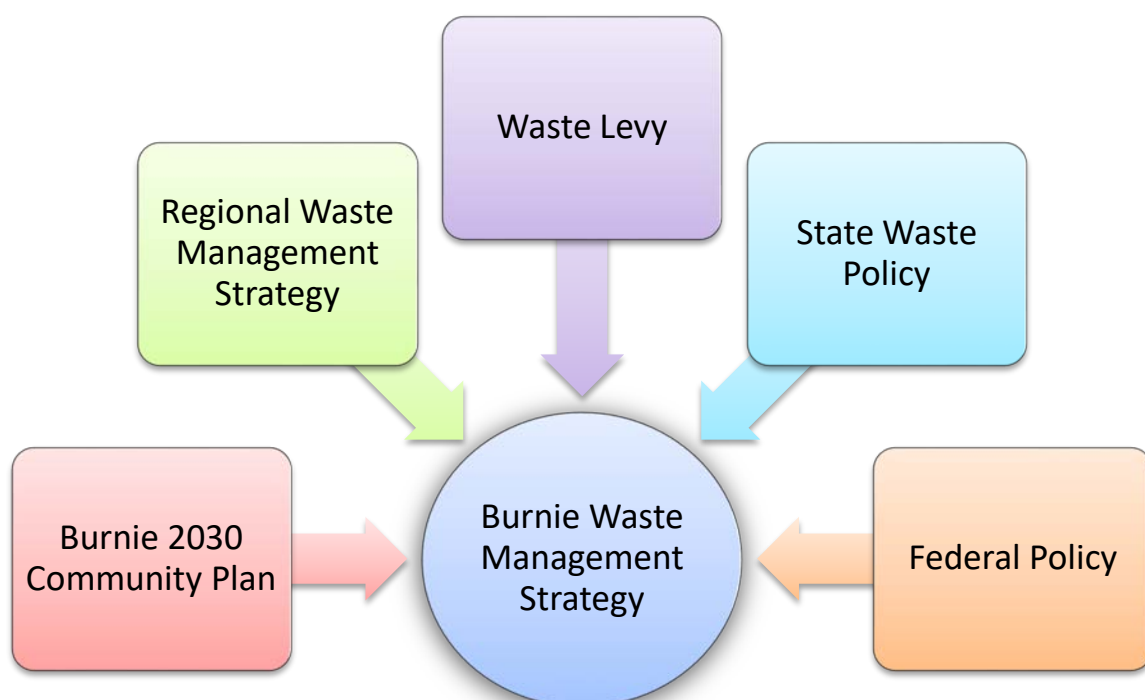 Waste Levy
Regional Waste
Management
Strategy
State Waste
Policy
Burnie 2030
Community Plan
Burnie Waste
Management
Strategy
Federal Policy